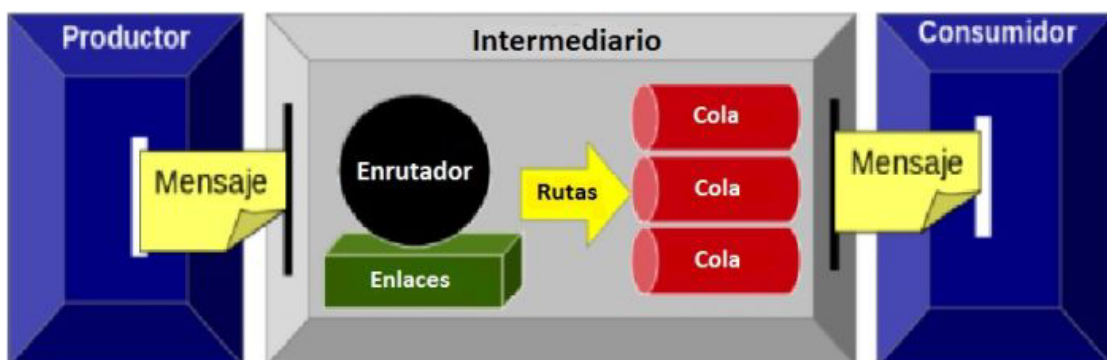 Productor
Intermediario
Consumidor
Mensaje
Enrutador
Enlaces
Rutas
Cola
Cola
Cola
Mensaje